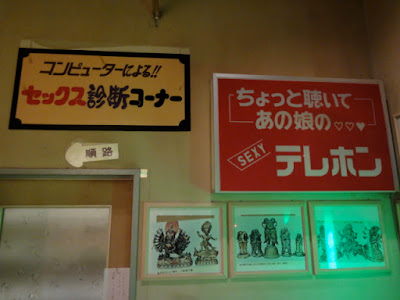 コンピューターによる!!
セックス診断コーナー
順路
ちょっと聴いて
あの娘の♡♡♥
SEXY
テレホン